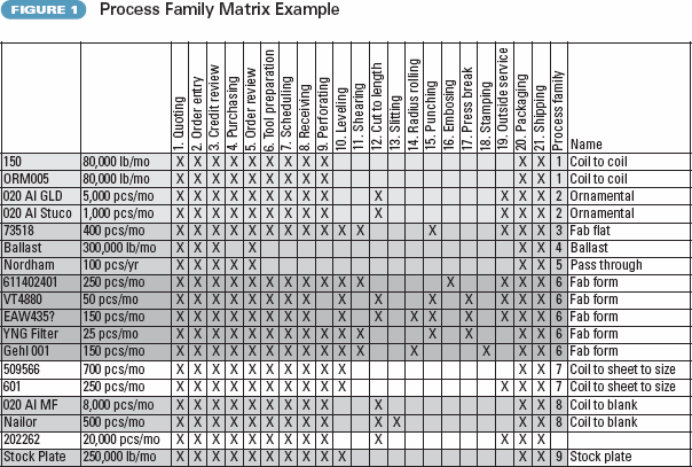 FIGURE 1 Process Family Matrix Example
1. Quoting 2. Order entry 3. Credit review 4. Purchasing 5. Order review 6. Tool preparation 7. Scheduling 8. Receiving 9. Perforating 10. Leveling 11. Shearing 12. Cut to length 13. Slitting 14. Radius rolling 15. Punching 16. Embosing 17. Press break 18. Stamping 19. Outside service 20. Packaging 21. Shipping Process family Name
150 80,000 lb/mo X X X X X X X X X X X 1 Coil to coil
ORM005 80,000 lb/mo X X X X X X X X X X X 1 Coil to coil
020 Al GLD 5,000 pcs/mo X X X X X X X X X X X X X 2 Ornamental
020 Al Stuco 1,000 pcs/mo X X X X X X X X X X X X X 2 Ornamental
73518 400 pcs/mo X X X X X X X X X X X X X X X 3 Fab flat
Ballast 300,000 lb/mo X X X X X X 4 Ballast
Nordham 100 pcs/yr X X X X X X X 5 Pass through
611402401 250 pcs/mo X X X X X X X X X X X X X X X 6 Fab form
VT4880 50 pcs/mo X X X X X X X X X X X X X X X 6 Fab form
EAW435? 150 pcs/mo X X X X X X X X X X X X X X X X 6 Fab form
YNG Filter 25 pcs/mo X X X X X X X X X X X X X X X 6 Fab form
Gehl 001 150 pcs/mo X X X X X X X X X X X X X X X 6 Fab form
509566 700 pcs/mo X X X X X X X X X X X X 7 Coil to sheet to size
601 250 pcs/mo X X X X X X X X X X X X X 7 Coil to sheet to size
020 Al MF 8,000 pcs/mo X X X X X X X X X X X X 8 Coil to blank
Nailor 500 pcs/mo X X X X X X X X X X X X X 8 Coil to blank
202262 20,000 pcs/mo X X X X X X X X X X X X X
Stock Plate 250,000 lb/mo X X X X X X X X X X X X 9 Stock plate